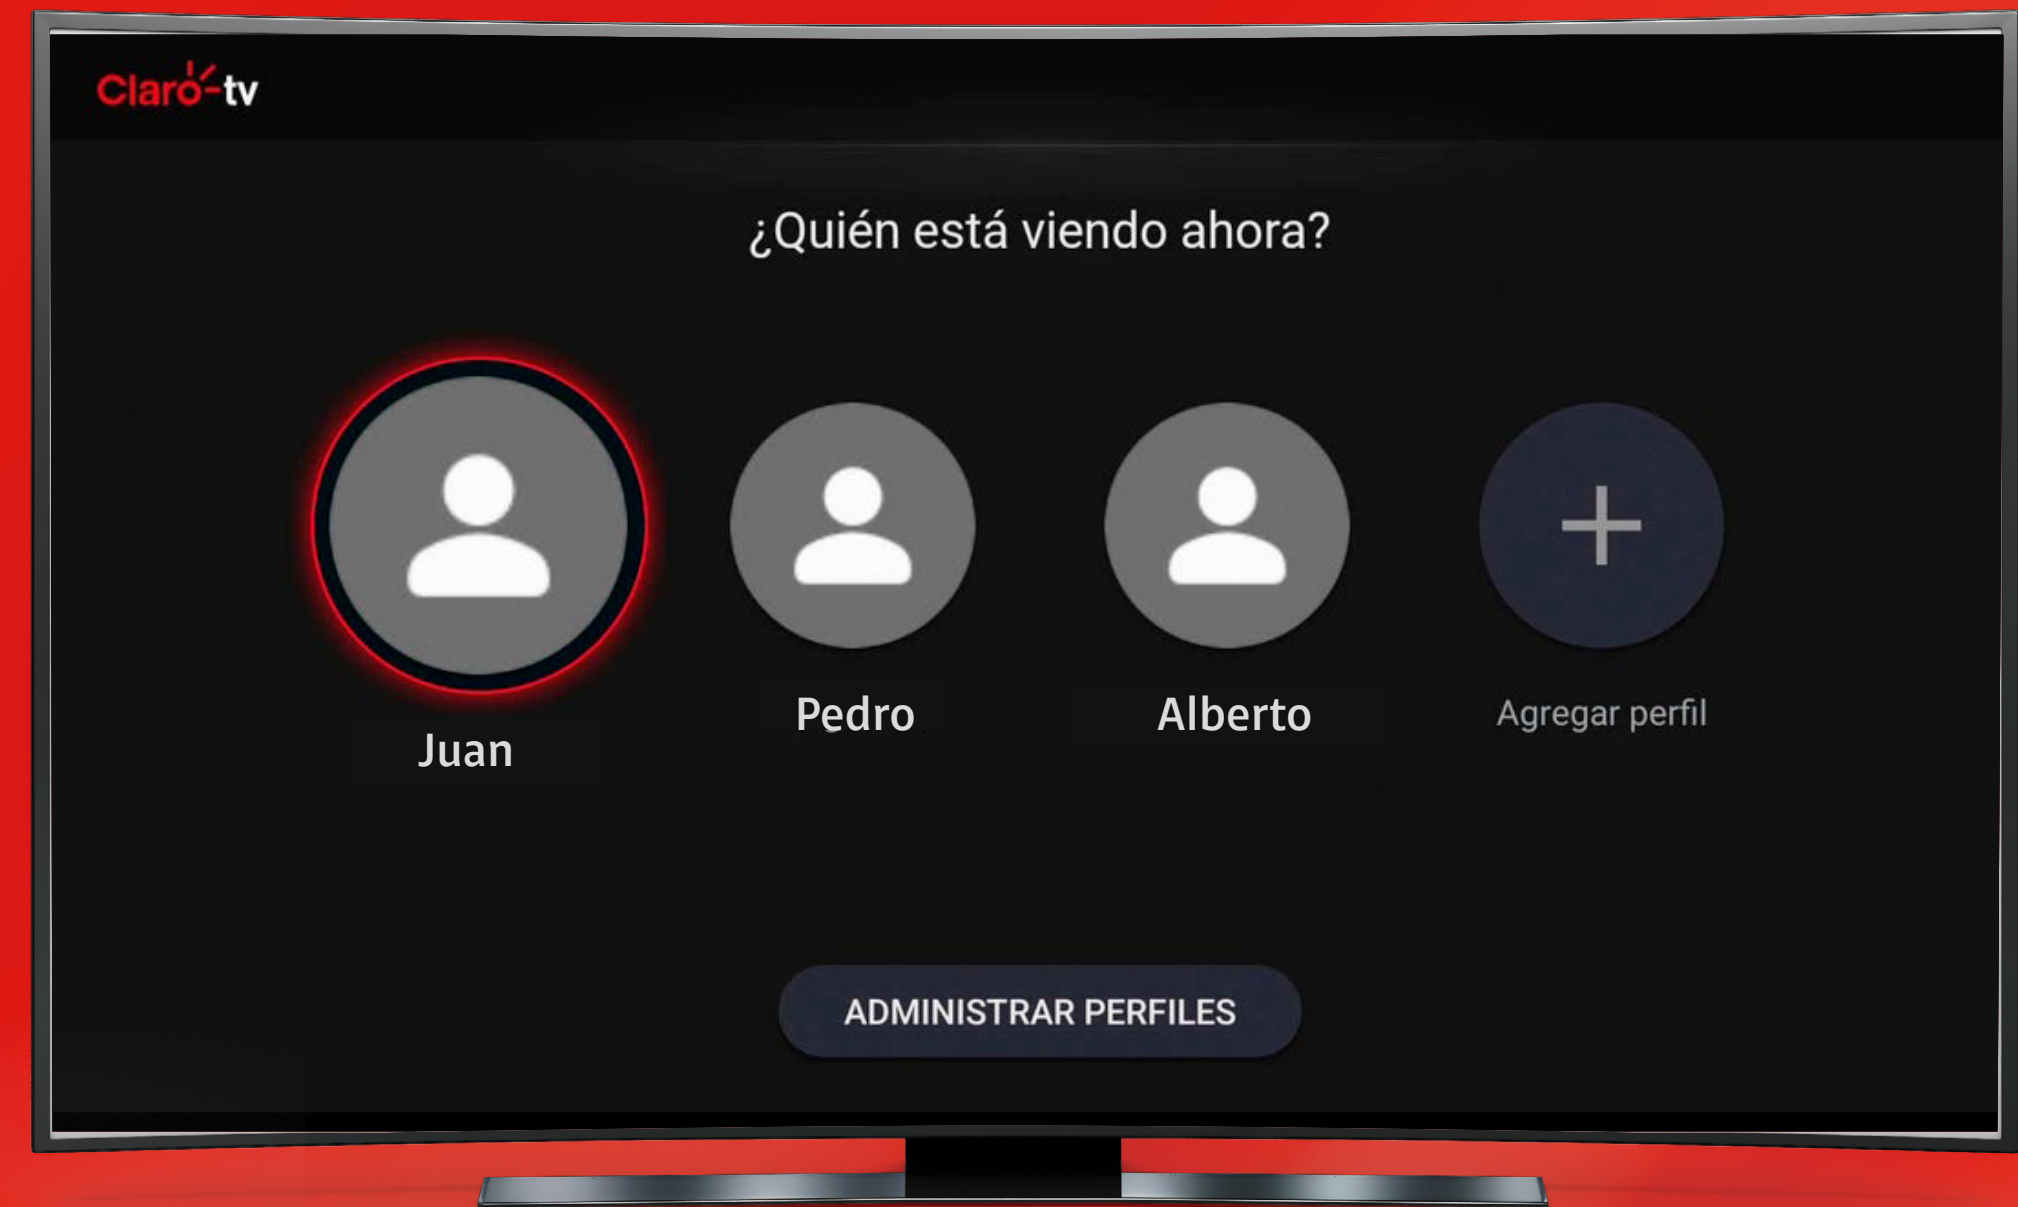 Claro-tv
¿Quién está viendo ahora?
Juan
Pedro
Alberto
Agregar perfil
ADMINISTRAR PERFILES